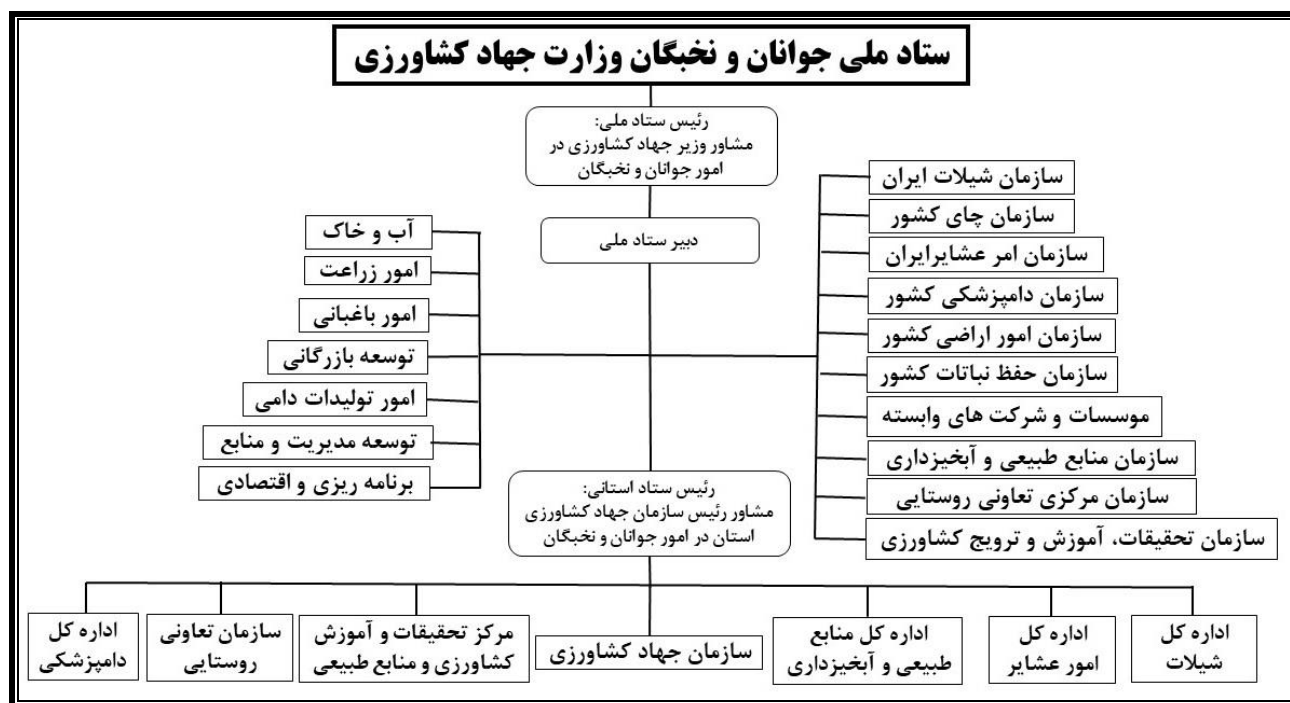 ستاد ملی جوانان و نخبگان وزارت جهاد کشاورزی
رئیس ستاد ملی:
مشاور وزیر جهاد کشاورزی در
امور جوانان و نخبگان
دبیر ستاد ملی
سازمان شیلات ایران
سازمان چای کشور
سازمان امر عشایرایران
سازمان دامپزشکی کشور
سازمان امور اراضی کشور
سازمان حفظ نباتات کشور
موسسات و شرکت های وابسته
سازمان منابع طبیعی و آبخیزداری
سازمان مرکزی تعاونی روستایی
سازمان تحقیقات، آموزش و ترویج کشاورزی
آب و خاک
امور زراعت
امور باغبانی
توسعه بازرگانی
امور تولیدات دامی
توسعه مدیریت و منابع
برنامه ریزی و اقتصادی
رئیس ستاد استانی:
مشاور رئیس سازمان جهاد کشاورزی
استان در امور جوانان و نخبگان
اداره کل
شیلات
اداره کل
امور عشایر
اداره کل منابع
طبیعی و آبخیزداری
سازمان جهاد کشاورزی
مرکز تحقیقات و آموزش
کشاورزی و منابع طبیعی
سازمان تعاونی
روستایی
اداره کل
دامپزشکی